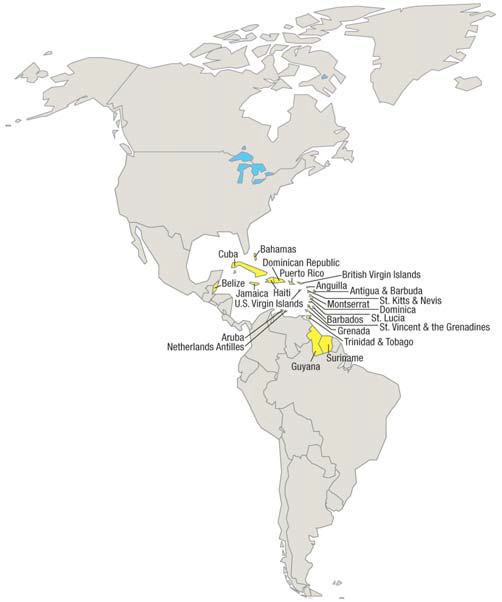 Cuba
Bahamas
Dominican Republic
Puerto Rico
British Virgin Islands
Belize
Jamaica
Haiti
Anguilla
Antigua & Barbuda
U.S. Virgin Islands
Montserrat
St. Kitts & Nevis
Dominica
Barbados
St. Lucia
St. Vincent & the Grenadines
Grenada
Aruba
Trinidad & Tobago
Netherlands Antilles
Suriname
Guyana